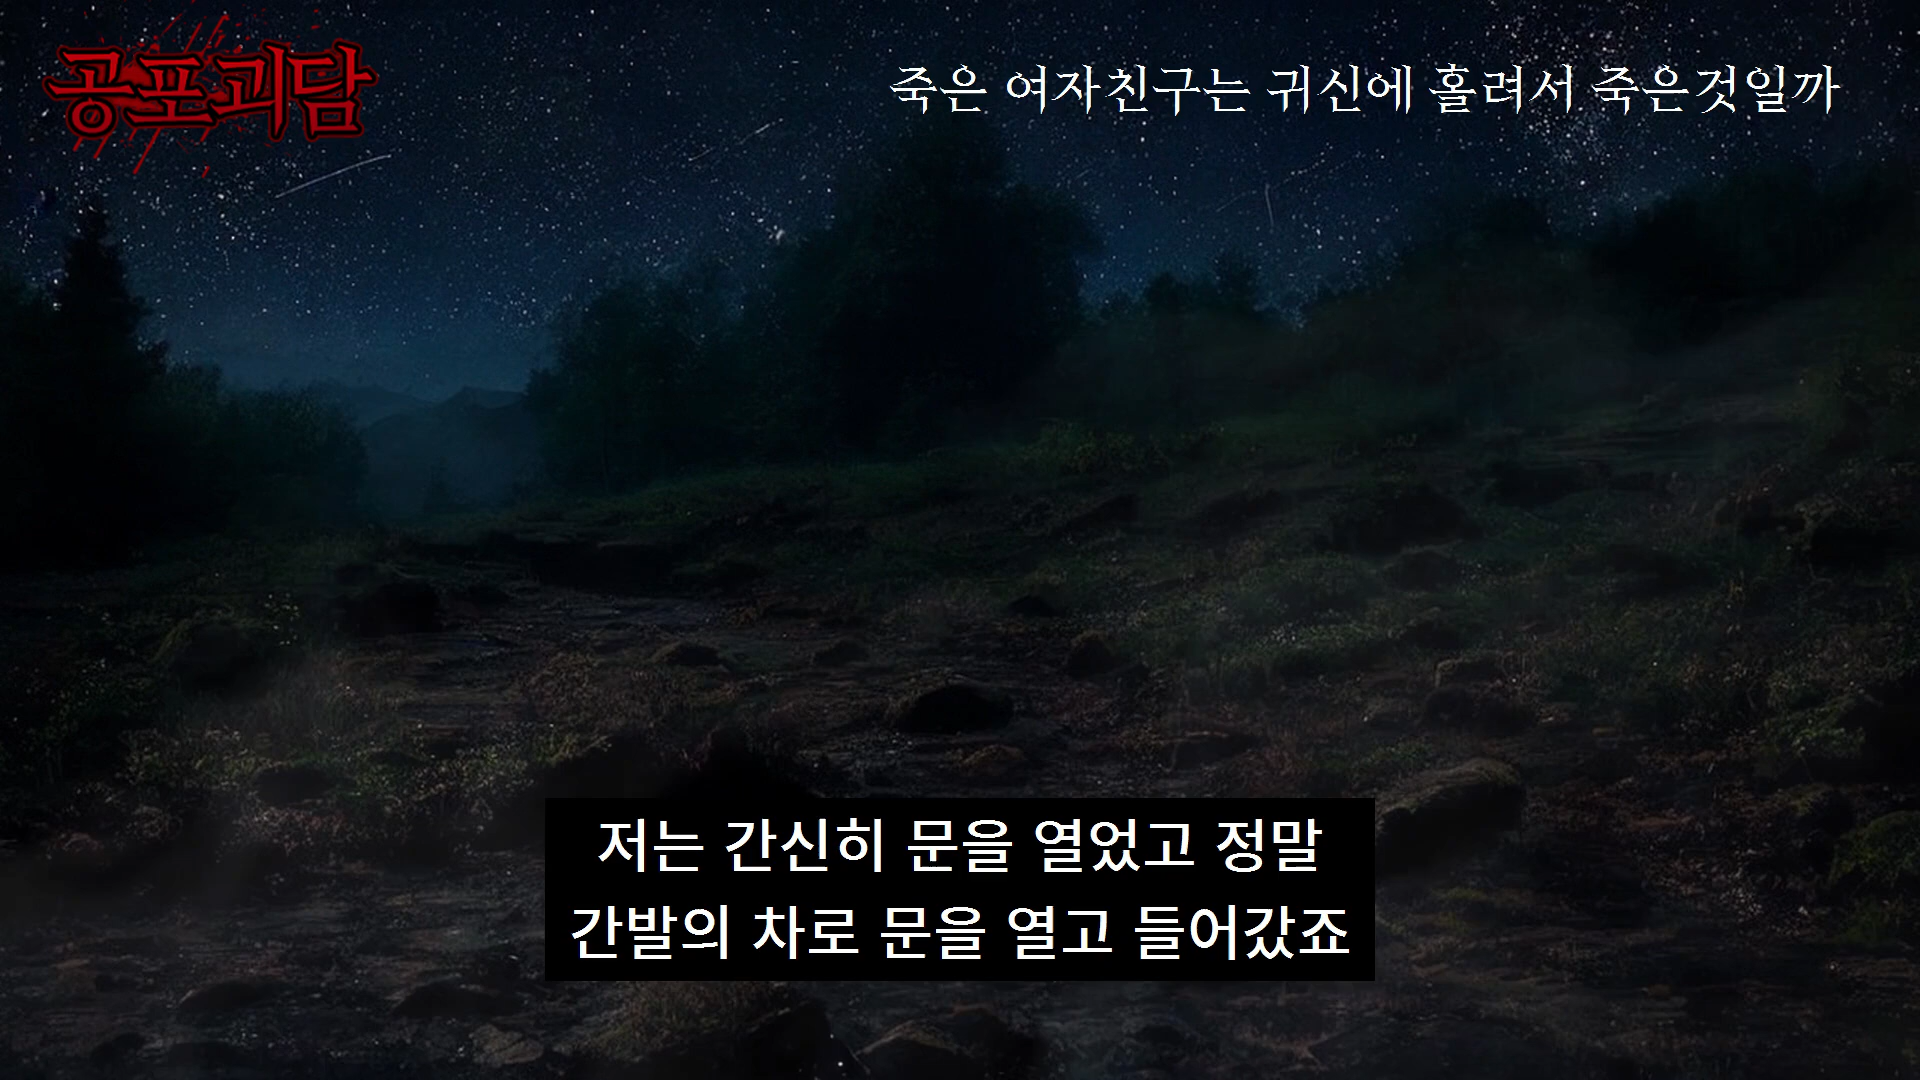 공포괴담
죽은 여자친구는 귀신에 홀려서 죽은것일까
저는 간신히 문을 열었고 정말
간발의 차로 문을 열고 들어갔죠